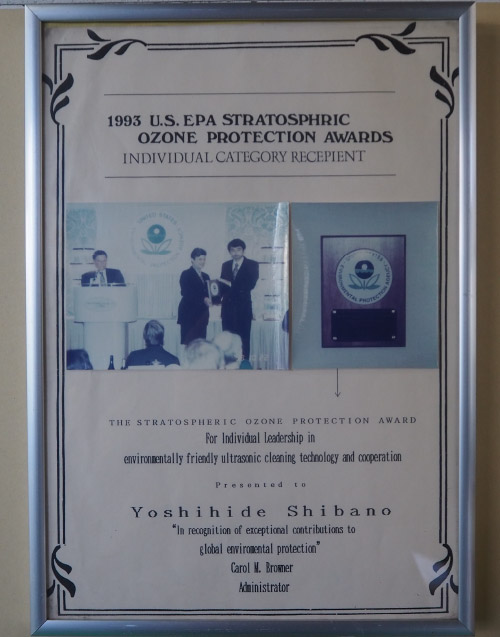 1993 U.S. EPA STRATOSPHRIC
OZONE PROTECTION AWARDS
INDIVIDUAL CATEGORY RECEPIENT
THE STRATOSPHERIC OZONE PROTECTION AWARD
For Individual Leadership in
environmentally friendly ultrasonic cleaning technology and cooperation
Presented to
Yoshihide Shibano
"In recognition of exceptional contributions to
global enviromental protection"
Carol M. Browner
Administrator